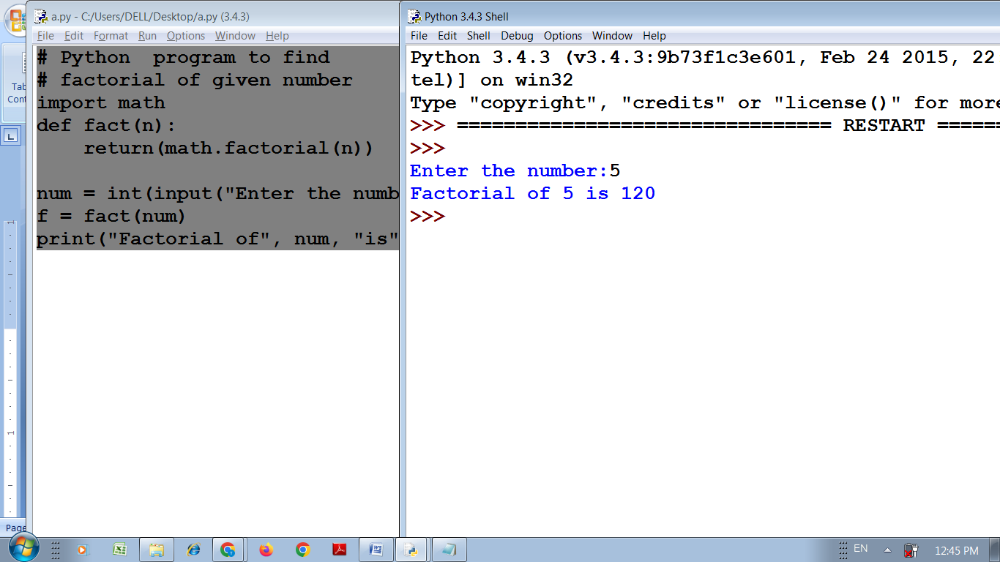 a.py - C:/Users/DELL/Desktop/a.py (3.4.3)
File Edit Format Run Options Window Help
# Python  program to find
# factorial of given number
import math
def fact(n):
    return(math.factorial(n))
num = int(input("Enter the numb
f = fact(num)
print("Factorial of", num, "is"
Python 3.4.3 Shell
File Edit Shell Debug Options Window Help
Python 3.4.3 (v3.4.3:9b73f1c3e601, Feb 24 2015, 22
tel)] on win32
Type "copyright", "credits" or "license()" for more
>>> ================================ RESTART ======
>>>
Enter the number:5
Factorial of 5 is 120
>>>
Tab
Cont
L
1
1
Page
EN
12:45 PM